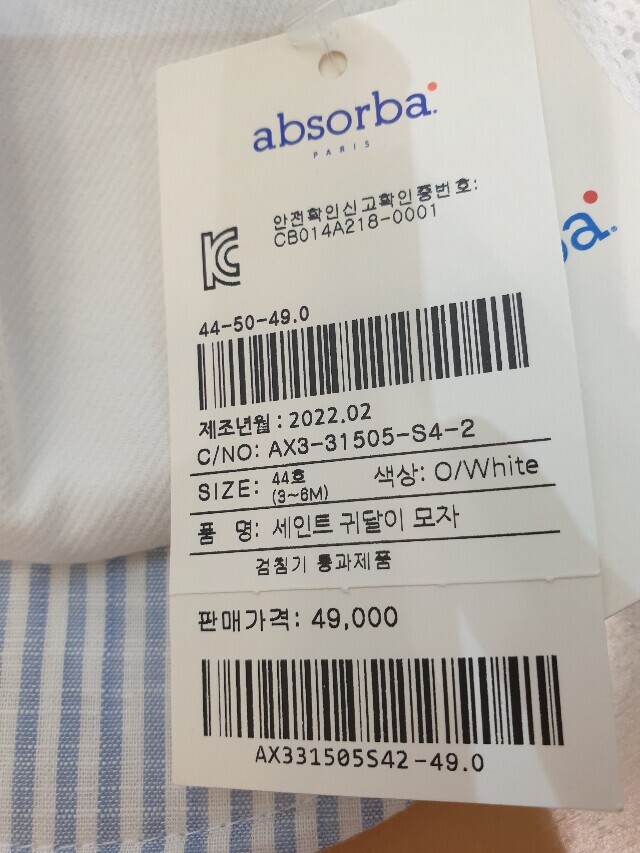 absorba.
PARIS
안전확인신고확인증번호:
CB014A218-0001
44-50-49.0
제조년월 : 2022.02
C/NO: AX3-31505-S4-2
SIZE: 44호 (3~6M) 색상: O/White
품 명: 세인트 귀달이 모자
검침기 통과제품
판매가격: 49,000
AX331505S42-49.0
a.